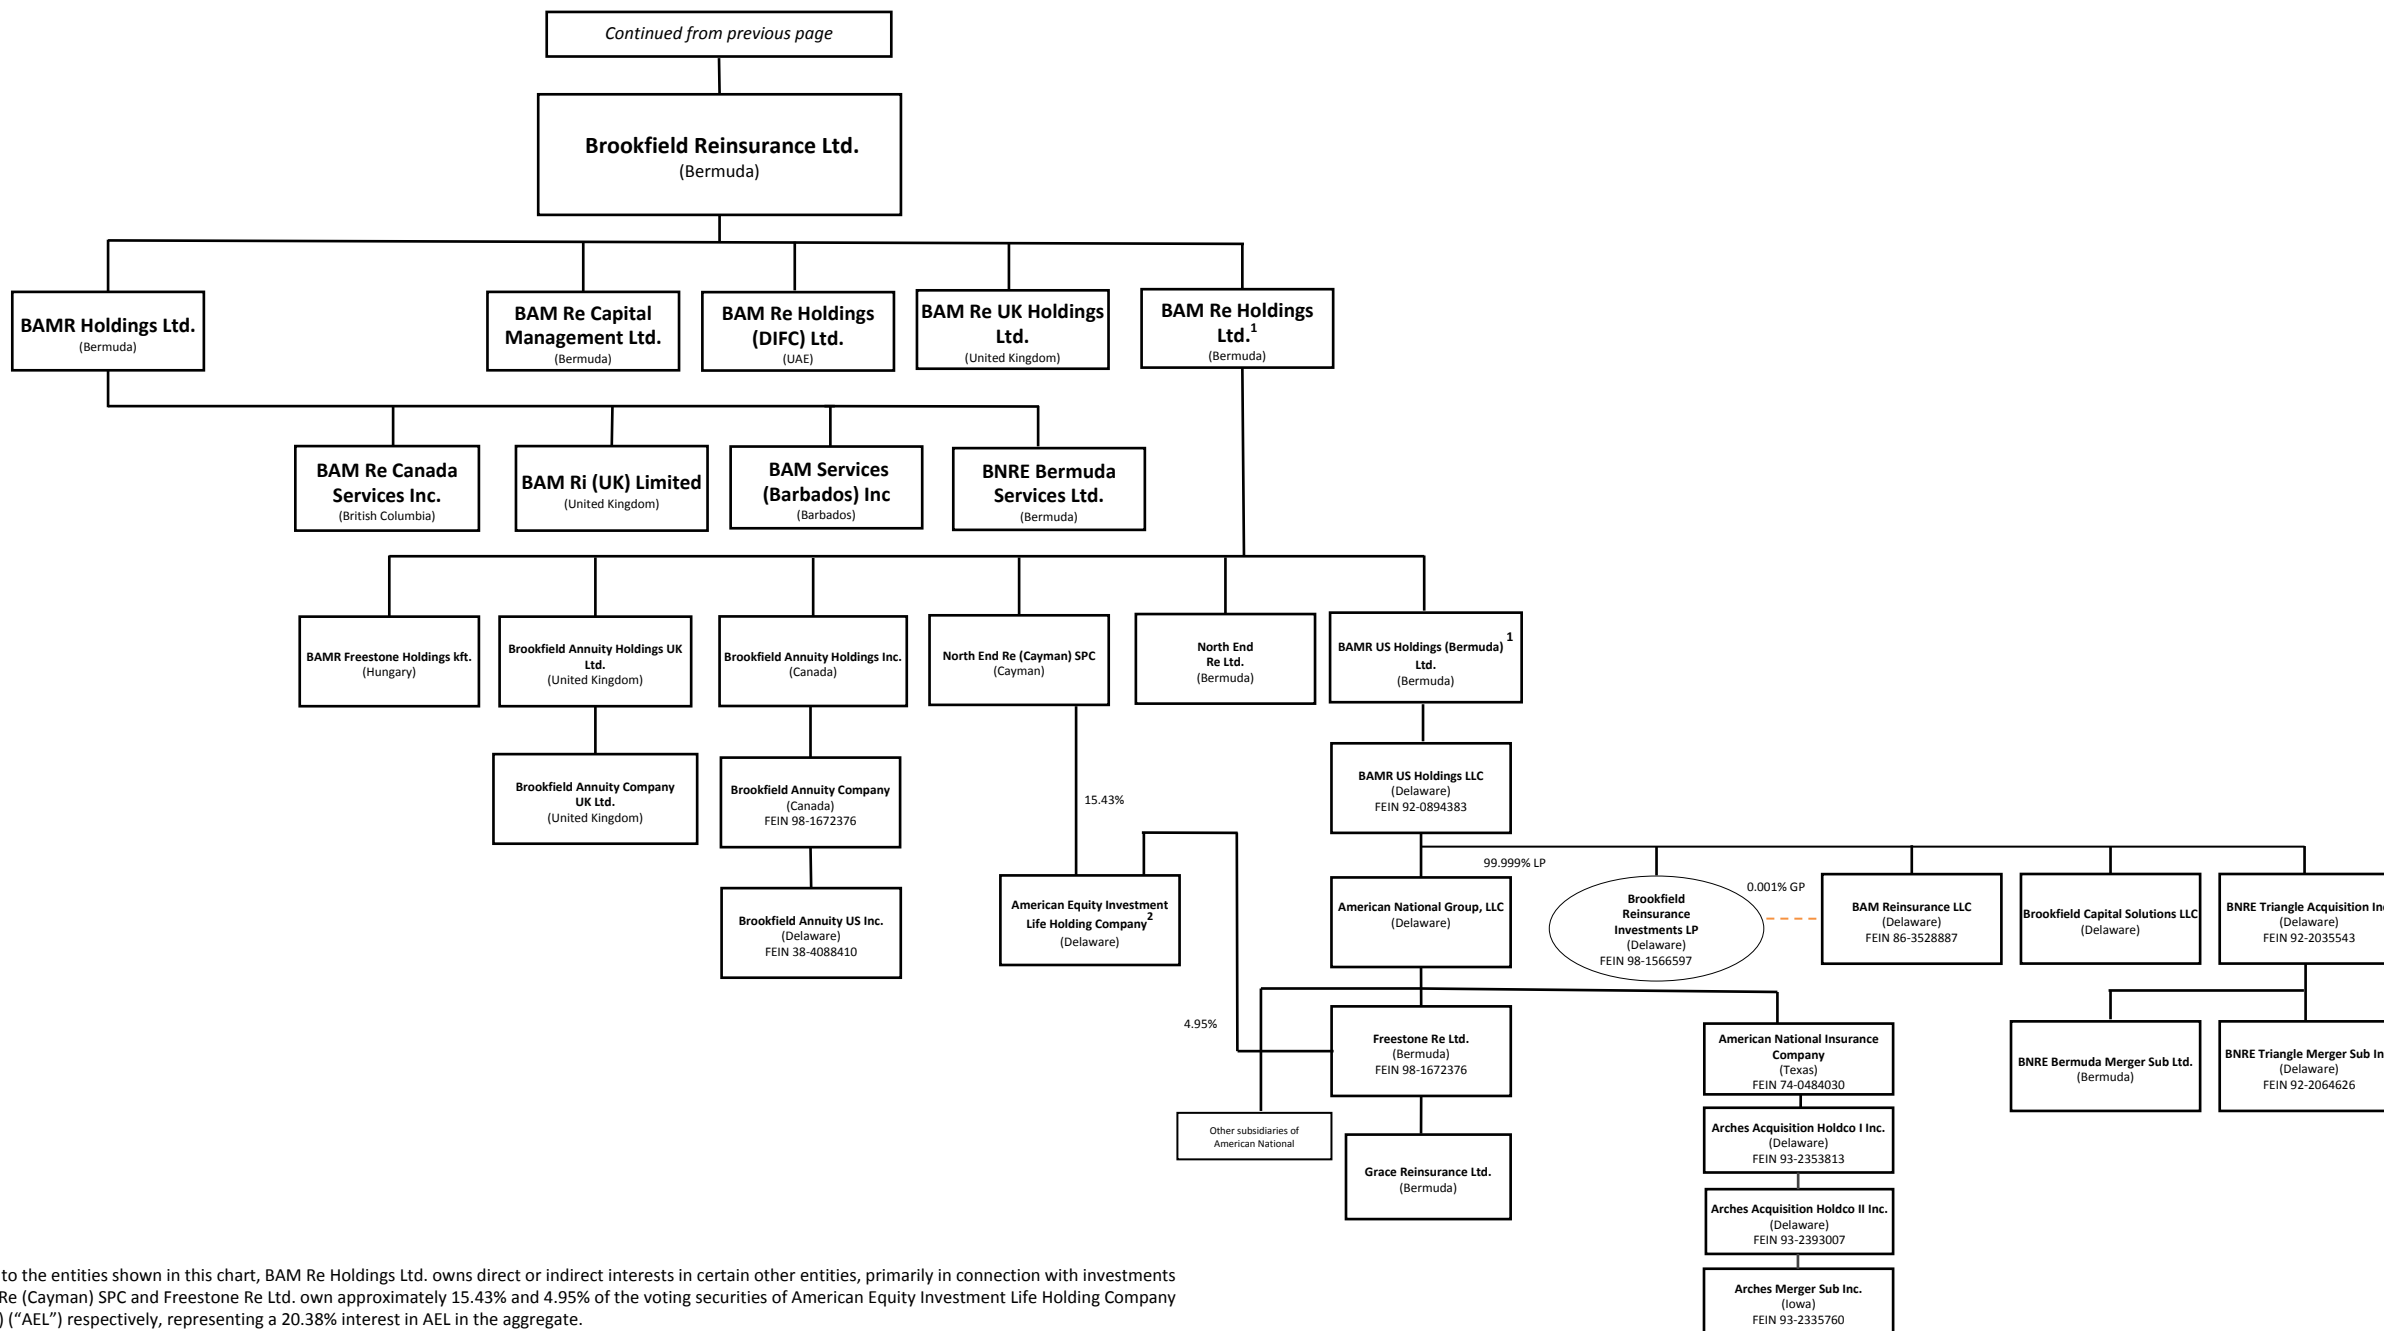 Continued from previous page
Brookfield Reinsurance Ltd.
(Bermuda)
BAMR Holdings Ltd.
(Bermuda)
BAM Re Capital
Management Ltd.
(Bermuda)
BAM Re Holdings
(DIFC) Ltd.
(UAE)
BAM Re UK Holdings
Ltd.
(United Kingdom)
BAM Re Holdings
Ltd.1
(Bermuda)
BAM Re Canada
Services Inc.
(British Columbia)
BAM Ri (UK) Limited
(United Kingdom)
BAM Services
(Barbados) Inc
(Barbados)
BNRE Bermuda
Services Ltd.
(Bermuda)
BAMR Freestone Holdings kft.
(Hungary)
Brookfield Annuity Holdings UK
Ltd.
(United Kingdom)
Brookfield Annuity Holdings Inc.
(Canada)
North End Re (Cayman) SPC
(Cayman)
North End
Re Ltd.
(Bermuda)
BAMR US Holdings (Bermuda) 1
Ltd.
(Bermuda)
Brookfield Annuity Company
UK Ltd.
(United Kingdom)
Brookfield Annuity Company
(Canada)
FEIN 98-1672376
15.43%
BAMR US Holdings LLC
(Delaware)
FEIN 92-0894383
99.999% LP
0.001% GP
Brookfield Annuity US Inc.
(Delaware)
FEIN 38-4088410
American Equity Investment
Life Holding Company2
(Delaware)
American National Group, LLC
(Delaware)
Brookfield
Reinsurance
Investments LP
(Delaware)
FEIN 98-1566597
BAM Reinsurance LLC
(Delaware)
FEIN 86-3528887
Brookfield Capital Solutions LLC
(Delaware)
BNRE Triangle Acquisition Inc
(Delaware)
FEIN 92-2035543
4.95%
Freestone Re Ltd.
(Bermuda)
FEIN 98-1672376
American National Insurance
Company
(Texas)
FEIN 74-0484030
BNRE Bermuda Merger Sub Ltd.
(Bermuda)
BNRE Triangle Merger Sub In
(Delaware)
FEIN 92-2064626
Other subsidiaries of
American National
Grace Reinsurance Ltd.
(Bermuda)
Arches Acquisition Holdco I Inc.
(Delaware)
FEIN 93-2353813
Arches Acquisition Holdco II Inc.
(Delaware)
FEIN 93-2393007
Arches Merger Sub Inc.
(Iowa)
FEIN 93-2335760
to the entities shown in this chart, BAM Re Holdings Ltd. owns direct or indirect interests in certain other entities, primarily in connection with investments
Re (Cayman) SPC and Freestone Re Ltd. own approximately 15.43% and 4.95% of the voting securities of American Equity Investment Life Holding Company
) (“AEL”) respectively, representing a 20.38% interest in AEL in the aggregate.